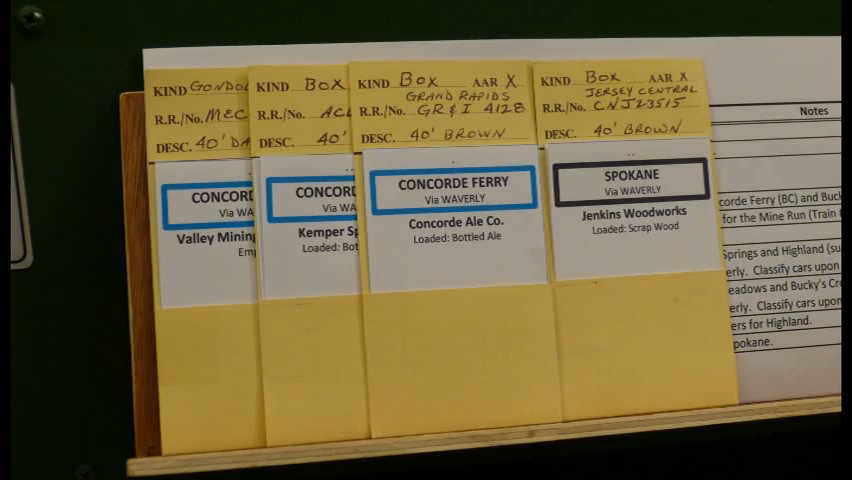 KIND GONDOL
R.R./No. MEC
DESC. 40' DA
CONCORD
Via WA
Valley Mining
Emp
KIND BOX
R.R./No. ACL
DESC. 40'
CONCORD
Via WA
Kemper Sp
Loaded: Bot
KIND BOX AAR X
GRAND RAPIDS
R.R./No. GR & I 4128
DESC. 40' BROWN
CONCORDE FERRY
Via WAVERLY
Concorde Ale Co.
Loaded: Bottled Ale
KIND BOX AAR X
JERSEY CENTRAL
R.R./No. CNJ 23515
DESC. 40' BROWN
SPOKANE
Via WAVERLY
Jenkins Woodworks
Loaded: Scrap Wood
Notes
corde Ferry (BC) and Buck
for the Mine Run (Train
Springs and Highland (su
erly. Classify cars upon
eadows and Bucky's Cr
erly. Classify cars upon
ers for Highland.
pokane.